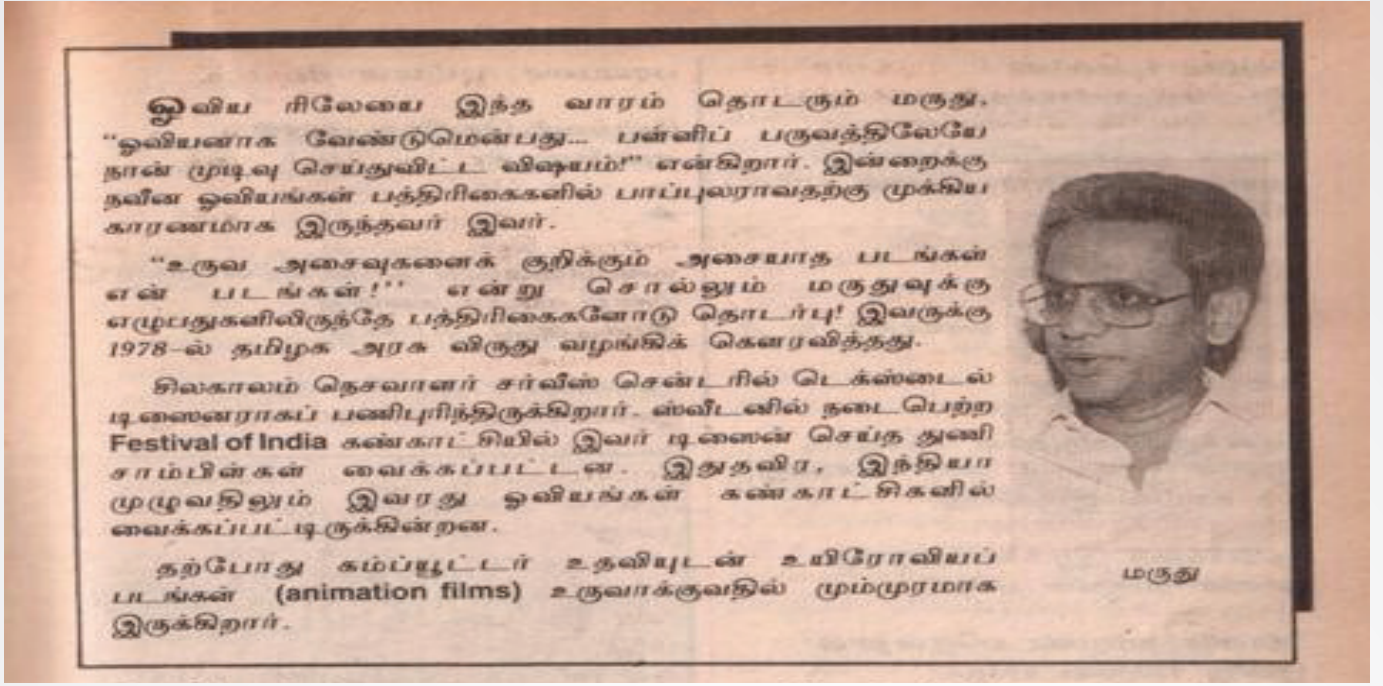 ஓவிய ரிலேயை இந்த வாரம் தொடரும் மருது,
“ஓவியனாக வேண்டுமென்பது... பள்ளிப் பருவத்திலேயே
நான் முடிவு செய்துவிட்ட விஷயம்!” என்கிறார். இன்றைக்கு
நவீன ஓவியங்கள் பத்திரிகைகளில் பாப்புலராவதற்கு முக்கிய
காரணமாக இருந்தவர் இவர்.
“உருவ அசைவுகளைக் குறிக்கும் அசையாத படங்கள்
என் படங்கள்!’’ என்று சொல்லும் மருதுவுக்கு
எழுபதுகளிலிருந்தே பத்திரிகைகளோடு தொடர்பு! இவருக்கு
1978–ல் தமிழக அரசு விருது வழங்கிக் கௌரவித்தது.
சிலகாலம் நெசவாளர் சர்வீஸ் சென்டரில் டெக்ஸ்டைல்
டிஸைனராகப் பணிபுரிந்திருக்கிறார். ஸ்வீடனில் நடைபெற்ற
Festival of India கண்காட்சியில் இவர் டிஸைன் செய்த துணி
சாம்பிள்கள் வைக்கப்பட்டன. இதுதவிர, இந்தியா
முழுவதிலும் இவரது ஓவியங்கள் கண்காட்சிகளில்
வைக்கப்பட்டிருக்கின்றன.
தற்போது கம்ப்யூட்டர் உதவியுடன் உயிரோவியப்
படங்கள் (animation films) உருவாக்குவதில் மும்முரமாக
இருக்கிறார்.
மருது